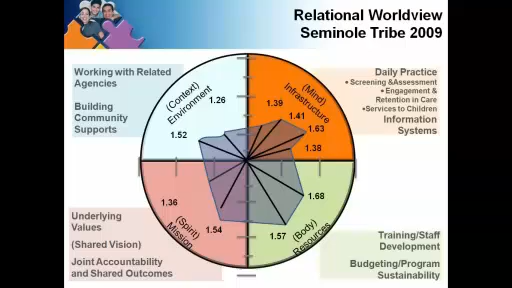 Relational Worldview
Seminole Tribe 2009
Working with Related
Agencies
Building
Community
Supports
(Context)
Environment
1.26
1.52
(Mind)
Infrastructure
1.39
1.41
1.63
1.38
Daily Practice
• Screening &Assessment
• Engagement &
Retention in Care
•Services to Children
Information
Systems
Underlying
Values
(Shared Vision)
Joint Accountability
and Shared Outcomes
1.36
(Spirit)
Mission
1.54
1.68
1.57
(Body)
Resources
Training/Staff
Development
Budgeting/Program
Sustainability